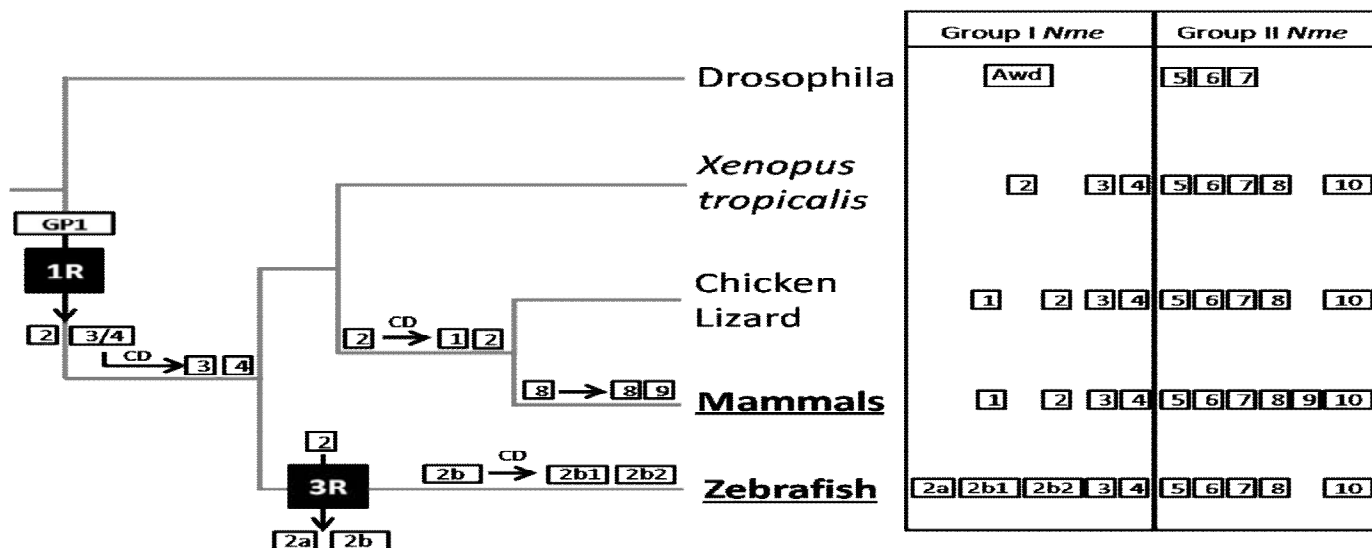 Group I Nme
Group II Nme
Drosophila
Awd
5 6 7
Xenopus
tropicalis
2 3 4
5 6 7 8 10
GP1
1R
2 3/4
CD
3 4
Chicken
Lizard
1 2 3 4
5 6 7 8 10
2 CD 1 2
8 8 9
Mammals
1 2 3 4
5 6 7 8 9 10
2
3R
2a 2b
2b CD 2b1 2b2
Zebrafish
2a 2b1 2b2 3 4
5 6 7 8 10